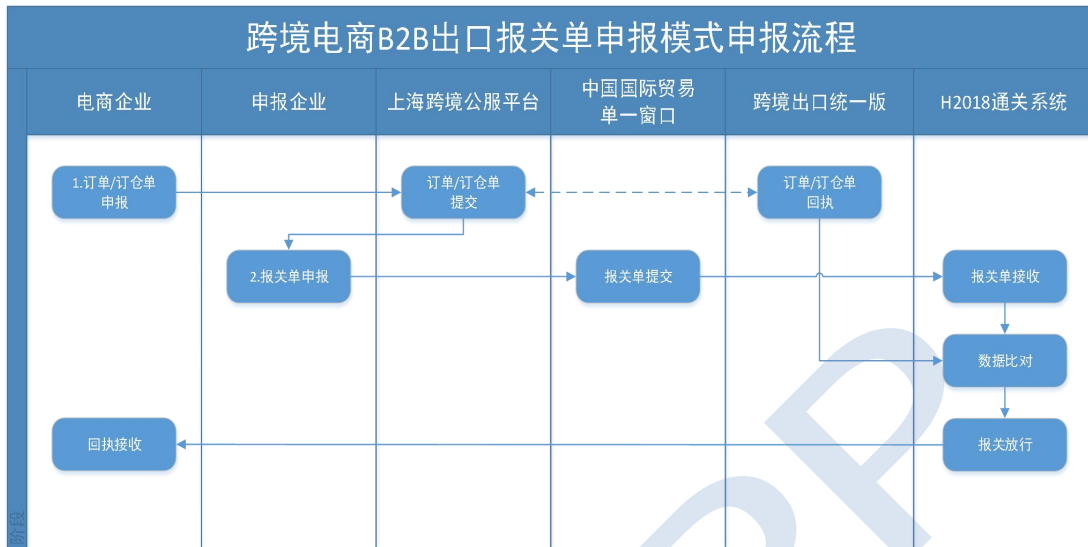 跨境电商B2B出口报关单申报模式申报流程
电商企业
申报企业
上海跨境公服平台
中国国际贸易
单一窗口
跨境出口统一版
H2018通关系统
1.订单/订仓单
申报
订单/订仓单
提交
订单/订仓单
回执
2.报关单申报
报关单提交
报关单接收
数据比对
回执接收
报关放行
阶段